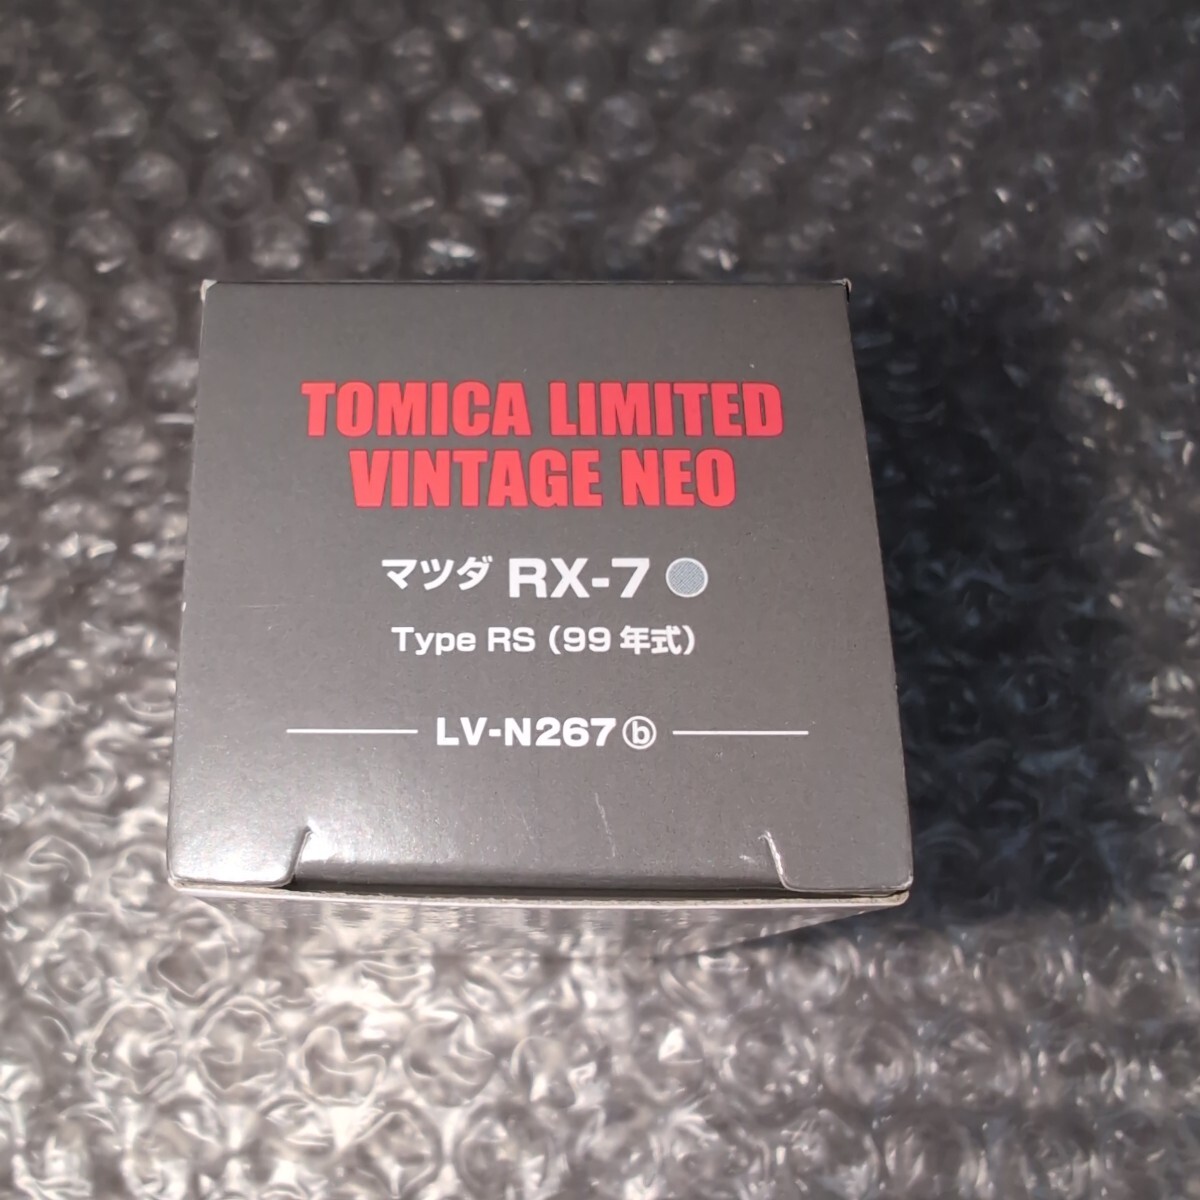 TOMICA LIMITED
VINTAGE NEO
マツダ RX-7
Type RS（99年式）
LV-N267ⓑ